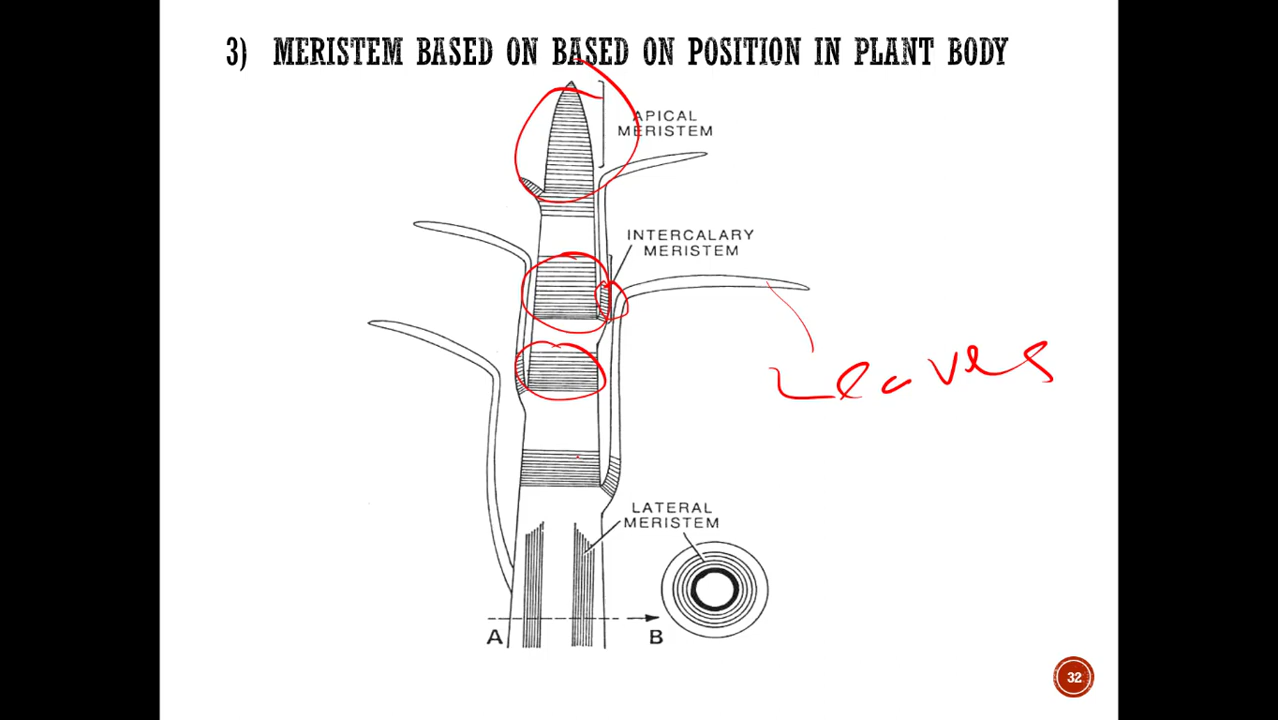 3) MERISTEM BASED ON BASED ON POSITION IN PLANT BODY
APICAL
MERISTEM
INTERCALARY
MERISTEM
Leaves
LATERAL
MERISTEM
A
B
32